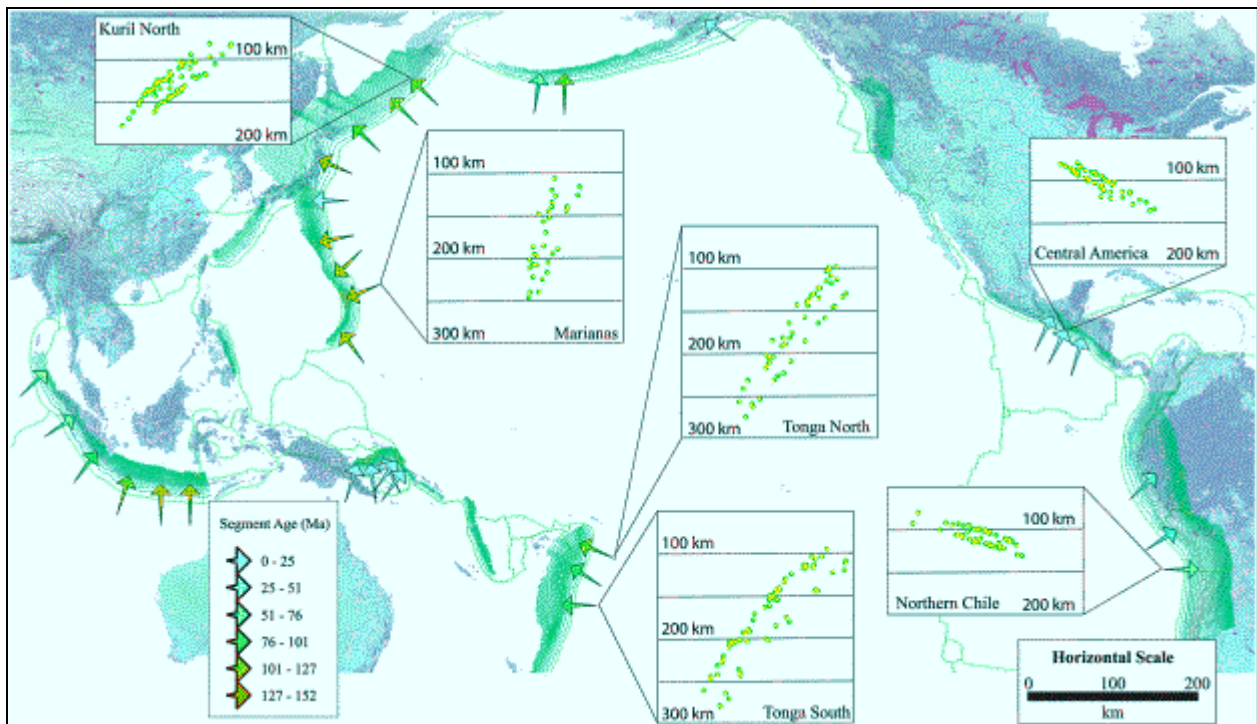 Kuril North
100 km
200 km
100 km
200 km
300 km
Marianas
100 km
200 km
300 km
Tonga North
100 km
Central America
200 km
100 km
Northern Chile
200 km
100 km
200 km
300 km
Tonga South
Segment Age (Ma)
0 - 25
25 - 51
51 - 76
76 - 101
101 - 127
127 - 152
Horizontal Scale
0 100 200
km